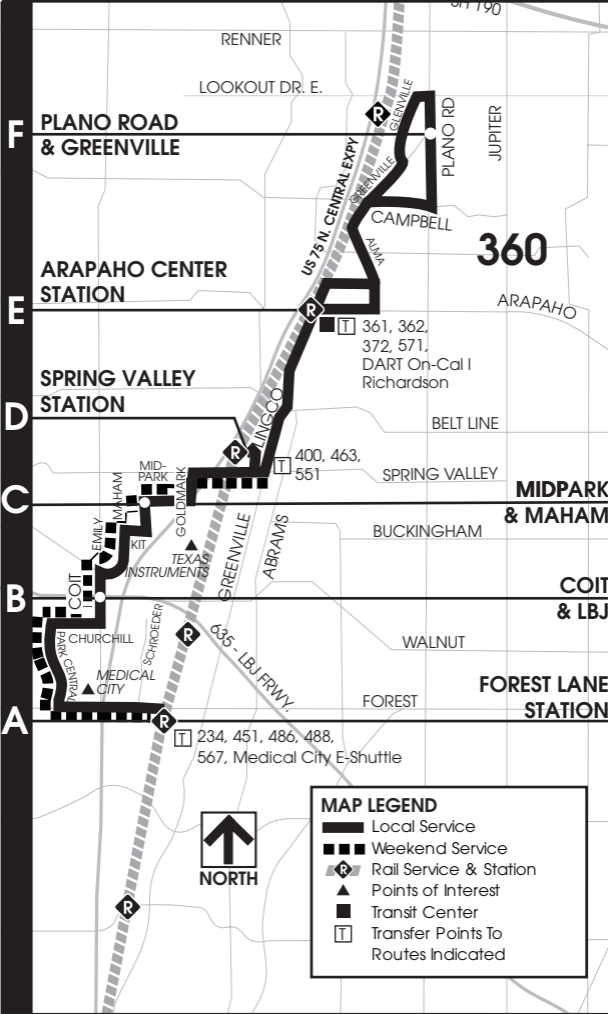 SH 190
RENNER
LOOKOUT DR. E.
GLENVILLE
PLANO RD
JUPITER
F
PLANO ROAD
& GREENVILLE
US 75 N. CENTRAL EXPY
GREENVILLE
CAMPBELL
ALMA
360
ARAPAHO CENTER
STATION
E
ARAPAHO
T
361, 362,
372, 571,
DART On-Cal l
Richardson
SPRING VALLEY
STATION
D
LINGCO
BELT LINE
T
400, 463,
551
SPRING VALLEY
MID-
PARK
MAHAM
GOLDMARK
C
MIDPARK
& MAHAM
EMILY
KIT
TEXAS
INSTRUMENTS
GREENVILLE
ABRAMS
BUCKINGHAM
COIT
B
COIT
& LBJ
CHURCHILL
SCHROEDER
635 - LBJ FRWY.
WALNUT
PARK CENTRAL
MEDICAL
CITY
FOREST
FOREST LANE
STATION
A
T
234, 451, 486, 488,
567, Medical City E-Shuttle
NORTH
MAP LEGEND
Local Service
Weekend Service
R
Rail Service & Station
Points of Interest
Transit Center
T
Transfer Points To
Routes Indicated
R
R
R
R
R
R